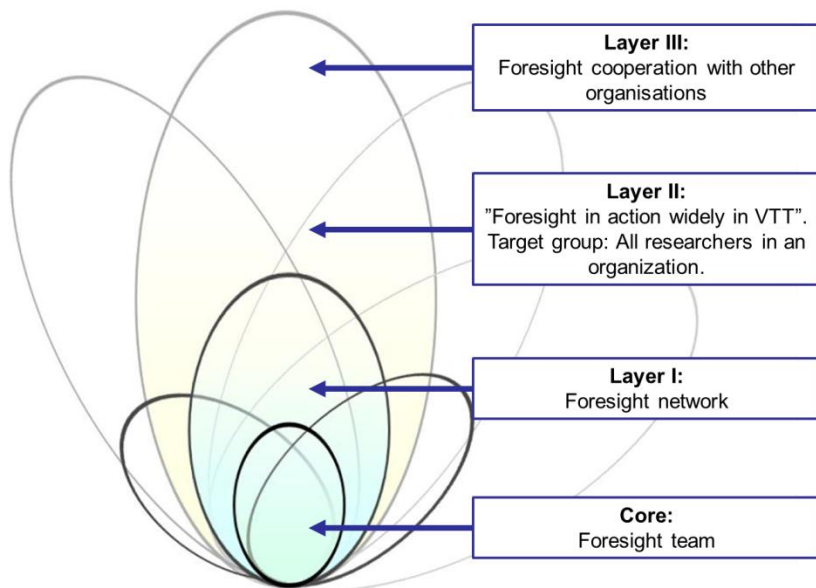 Layer III:
Foresight cooperation with other
organisations
Layer II:
”Foresight in action widely in VTT”.
Target group: All researchers in an
organization.
Layer I:
Foresight network
Core:
Foresight team